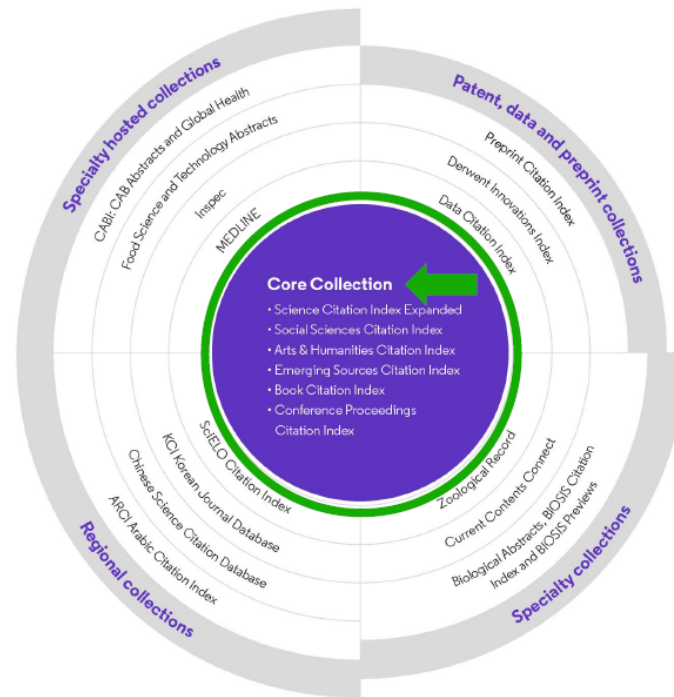 Specialty hosted collections
CABI: CAB Abstracts and Global Health
Food Science and Technology Abstracts
Inspec
MEDLINE
Patent, data and preprint collections
Preprint Citation Index
Derwent Innovations Index
Data Citation Index
Core Collection
• Science Citation Index Expanded
• Social Sciences Citation Index
• Arts & Humanities Citation Index
• Emerging Sources Citation Index
• Book Citation Index
• Conference Proceedings
Citation Index
SciELO Citation Index
KCI Korean Journal Database
Chinese Science Citation Database
ARCI Arabic Citation Index
Regional collections
Zoological Record
Current Contents Connect
Biological Abstracts, BIOSIS Citation
Index and BIOSIS Previews
Specialty collections